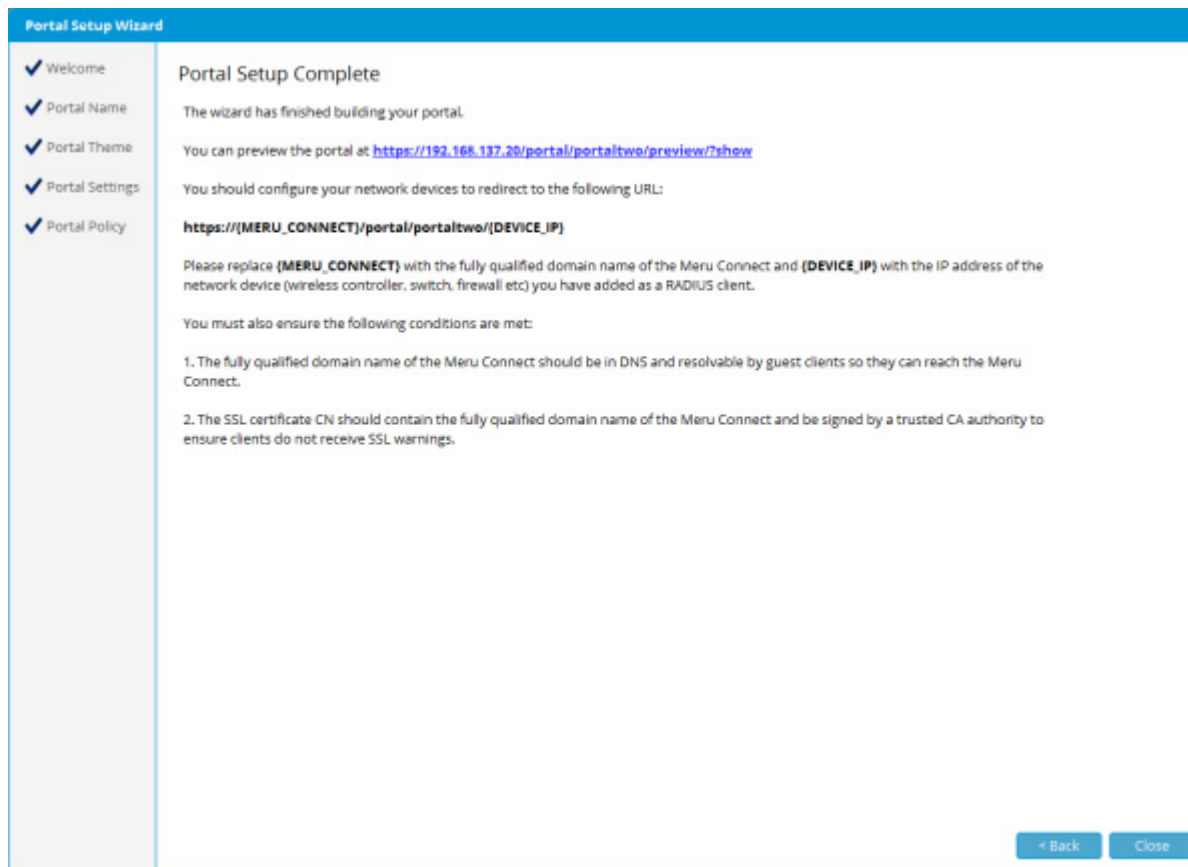 Portal Setup Wizard
Welcome
Portal Name
Portal Theme
Portal Settings
Portal Policy
Portal Setup Complete
The wizard has finished building your portal.
You can preview the portal at https://192.168.137.20/portal/portaltwo/preview/?show
You should configure your network devices to redirect to the following URL:
https://{MERU_CONNECT}/portal/portaltwo/{DEVICE_IP}
Please replace {MERU_CONNECT} with the fully qualified domain name of the Meru Connect and {DEVICE_IP} with the IP address of the
network device (wireless controller, switch, firewall etc) you have added as a RADIUS client.
You must also ensure the following conditions are met:
1. The fully qualified domain name of the Meru Connect should be in DNS and resolvable by guest clients so they can reach the Meru
Connect.
2. The SSL certificate CN should contain the fully qualified domain name of the Meru Connect and be signed by a trusted CA authority to
ensure clients do not receive SSL warnings.
< Back
Close